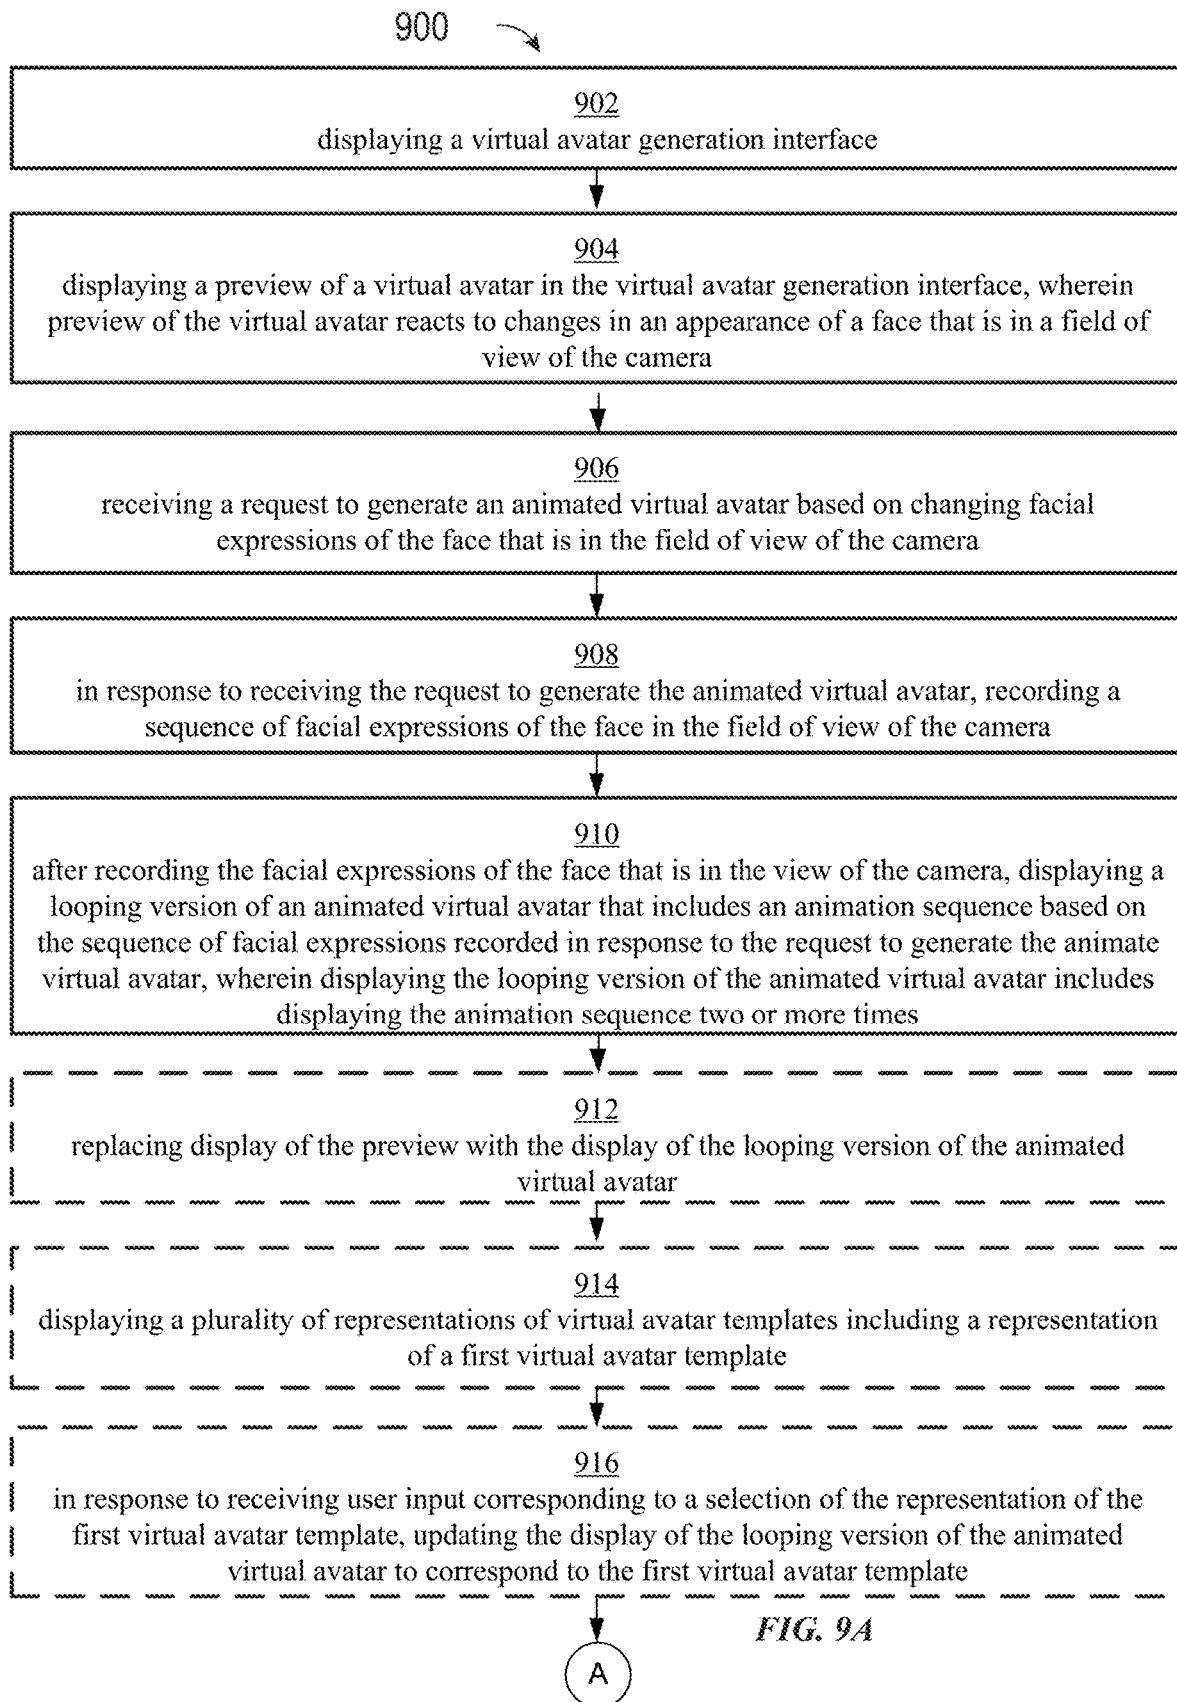 900
902
displaying a virtual avatar generation interface
904
displaying a preview of a virtual avatar in the virtual avatar generation interface, wherein
preview of the virtual avatar reacts to changes in an appearance of a face that is in a field of
view of the camera
906
receiving a request to generate an animated virtual avatar based on changing facial
expressions of the face that is in the field of view of the camera
908
in response to receiving the request to generate the animated virtual avatar, recording a
sequence of facial expressions of the face in the field of view of the camera
910
after recording the facial expressions of the face that is in the view of the camera, displaying a
looping version of an animated virtual avatar that includes an animation sequence based on
the sequence of facial expressions recorded in response to the request to generate the animate
virtual avatar, wherein displaying the looping version of the animated virtual avatar includes
displaying the animation sequence two or more times
912
replacing display of the preview with the display of the looping version of the animated
virtual avatar
914
displaying a plurality of representations of virtual avatar templates including a representation
of a first virtual avatar template
916
in response to receiving user input corresponding to a selection of the representation of the
first virtual avatar template, updating the display of the looping version of the animated
virtual avatar to correspond to the first virtual avatar template
FIG. 9A
A